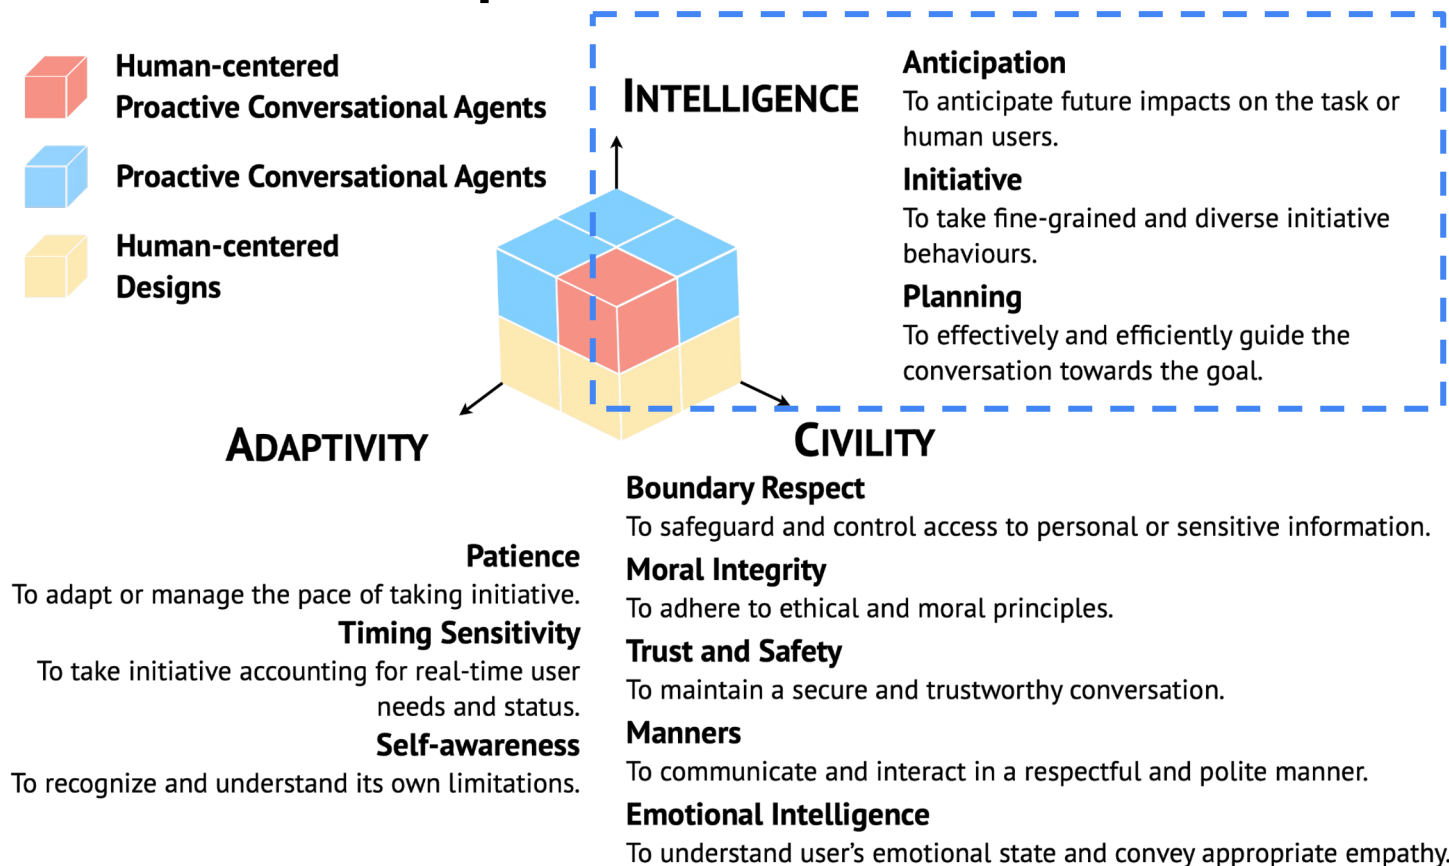 Human-centered
Proactive Conversational Agents
Proactive Conversational Agents
Human-centered
Designs
INTELLIGENCE
Anticipation
To anticipate future impacts on the task or
human users.
Initiative
To take fine-grained and diverse initiative
behaviours.
Planning
To effectively and efficiently guide the
conversation towards the goal.
ADAPTIVITY
Patience
To adapt or manage the pace of taking initiative.
Timing Sensitivity
To take initiative accounting for real-time user
needs and status.
Self-awareness
To recognize and understand its own limitations.
CIVILITY
Boundary Respect
To safeguard and control access to personal or sensitive information.
Moral Integrity
To adhere to ethical and moral principles.
Trust and Safety
To maintain a secure and trustworthy conversation.
Manners
To communicate and interact in a respectful and polite manner.
Emotional Intelligence
To understand user's emotional state and convey appropriate empathy.